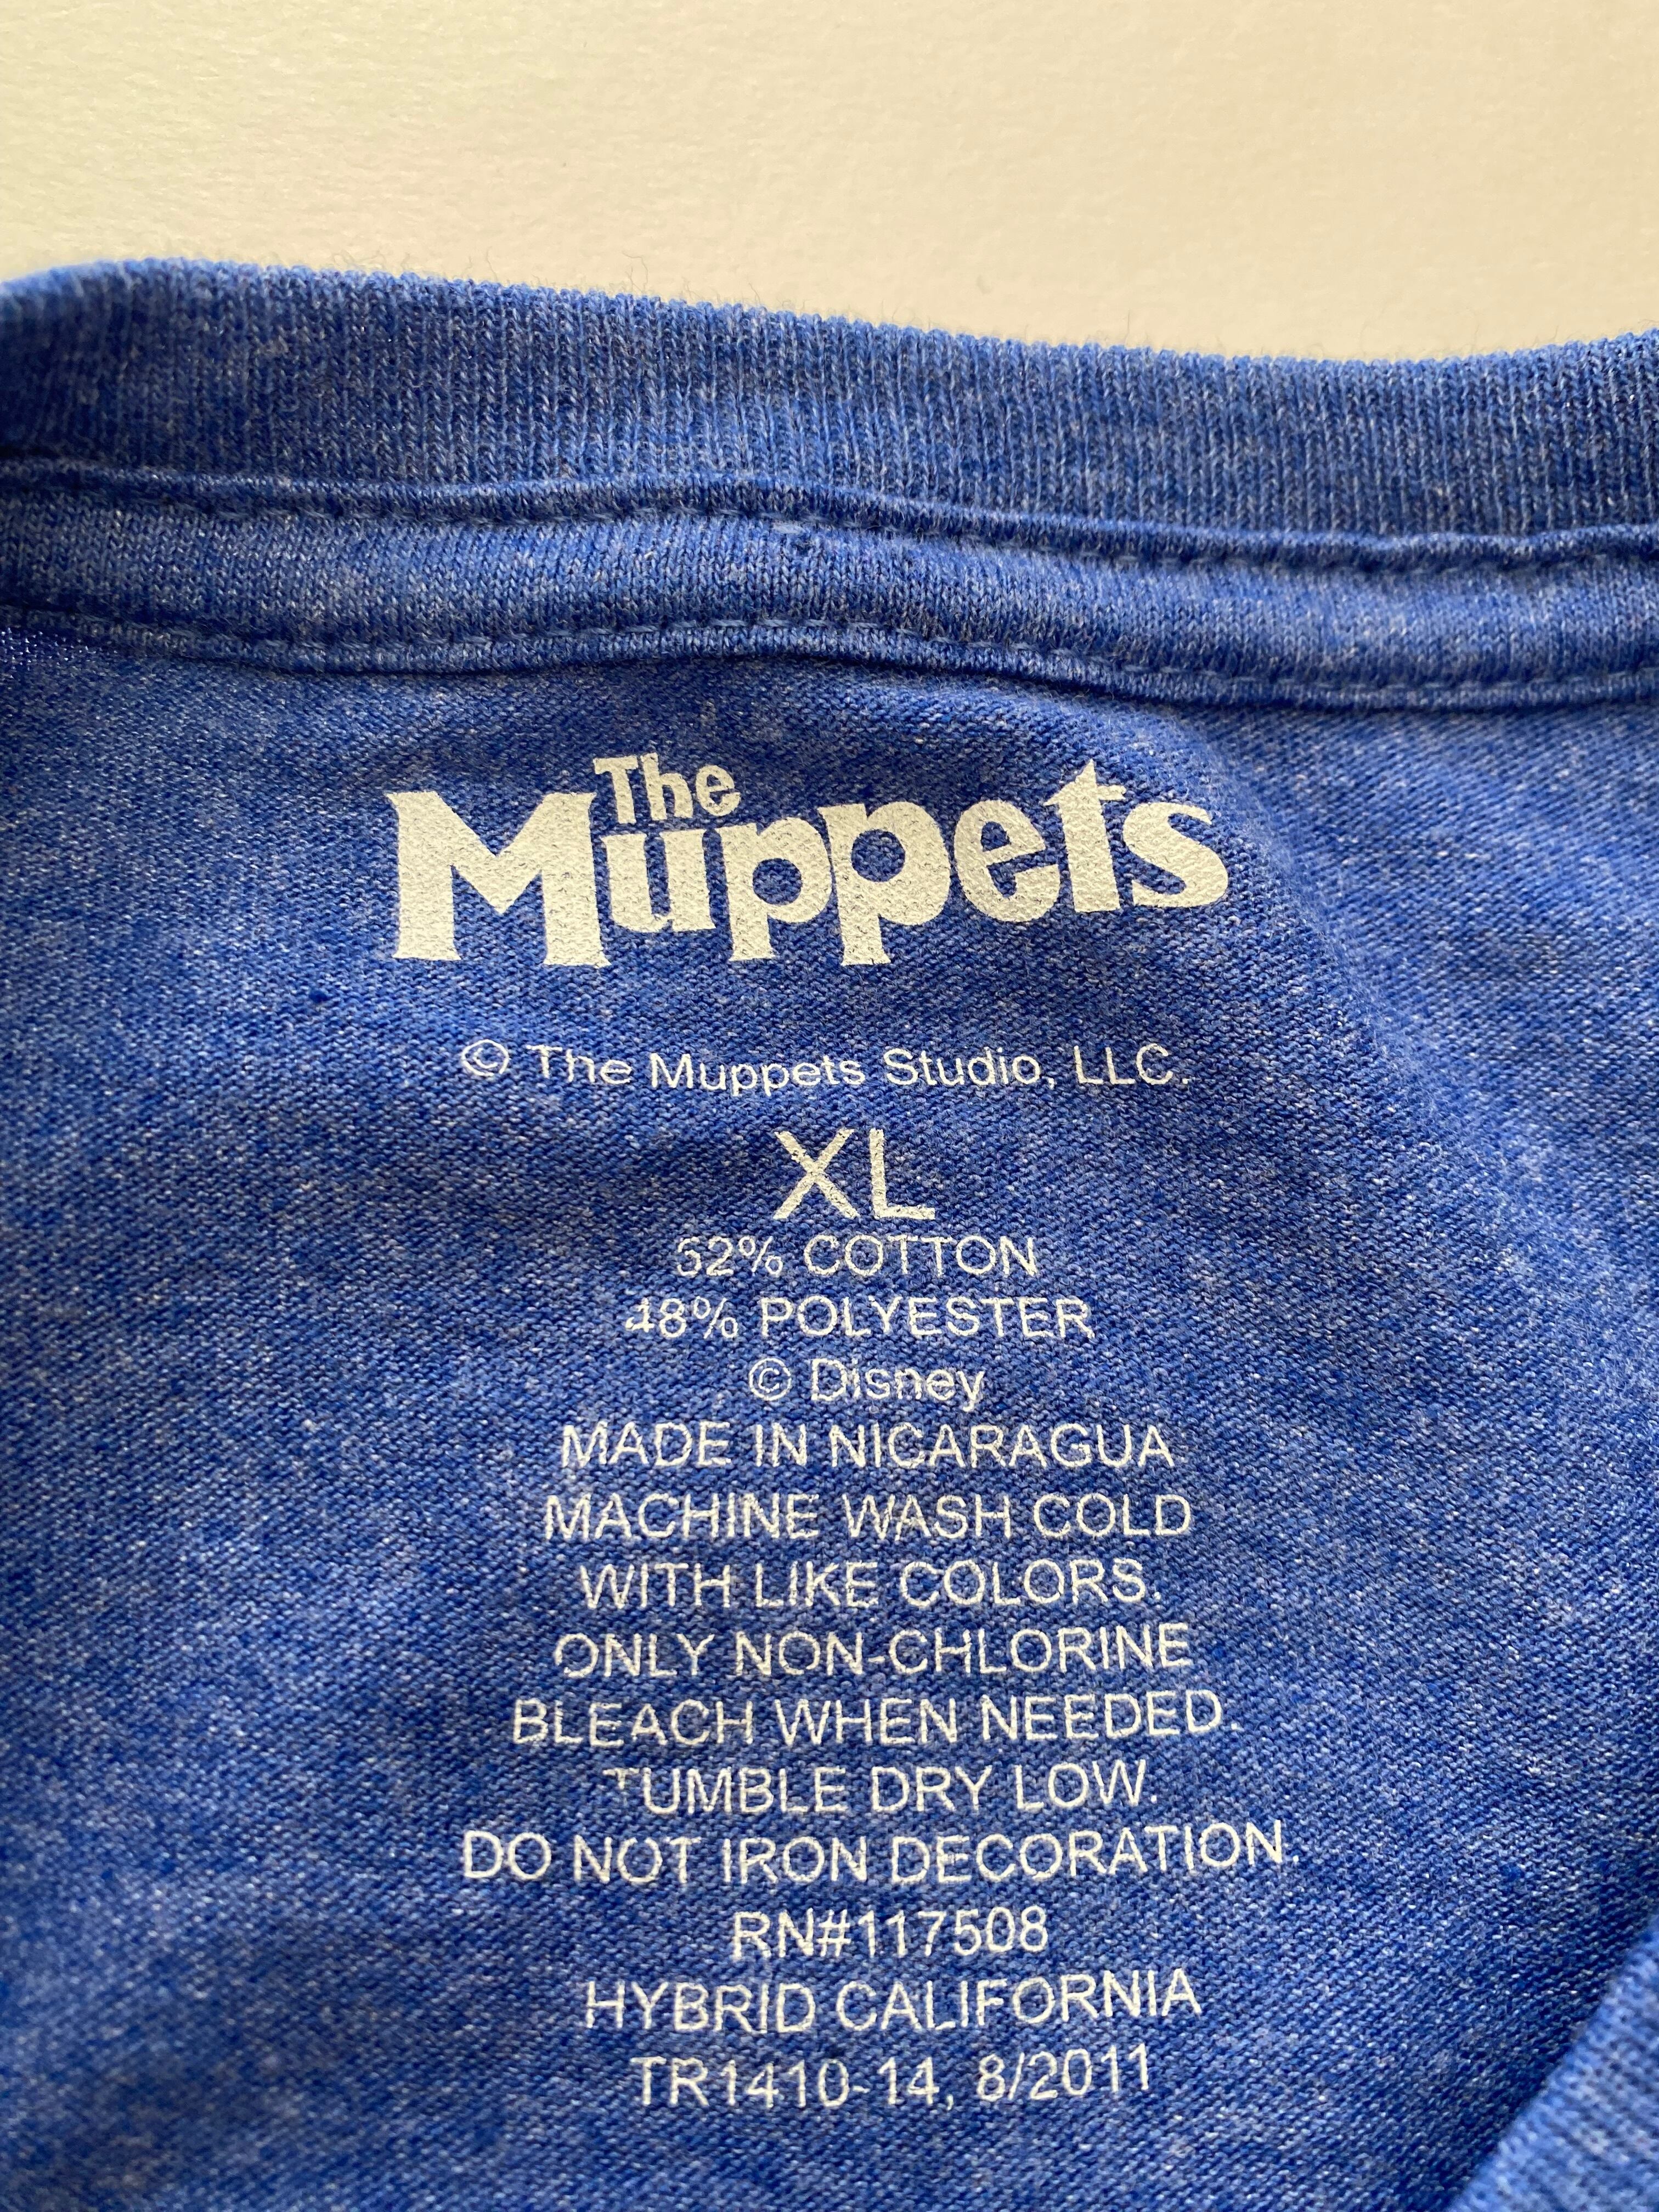 The
Muppets
© The Muppets Studio, LLC.
XL
52% COTTON
48% POLYESTER
© Disney
MADE IN NICARAGUA
MACHINE WASH COLD
WITH LIKE COLORS.
ONLY NON-CHLORINE
BLEACH WHEN NEEDED.
TUMBLE DRY LOW.
DO NOT IRON DECORATION.
RN#117508
HYBRID CALIFORNIA
TR1410-14, 8/2011